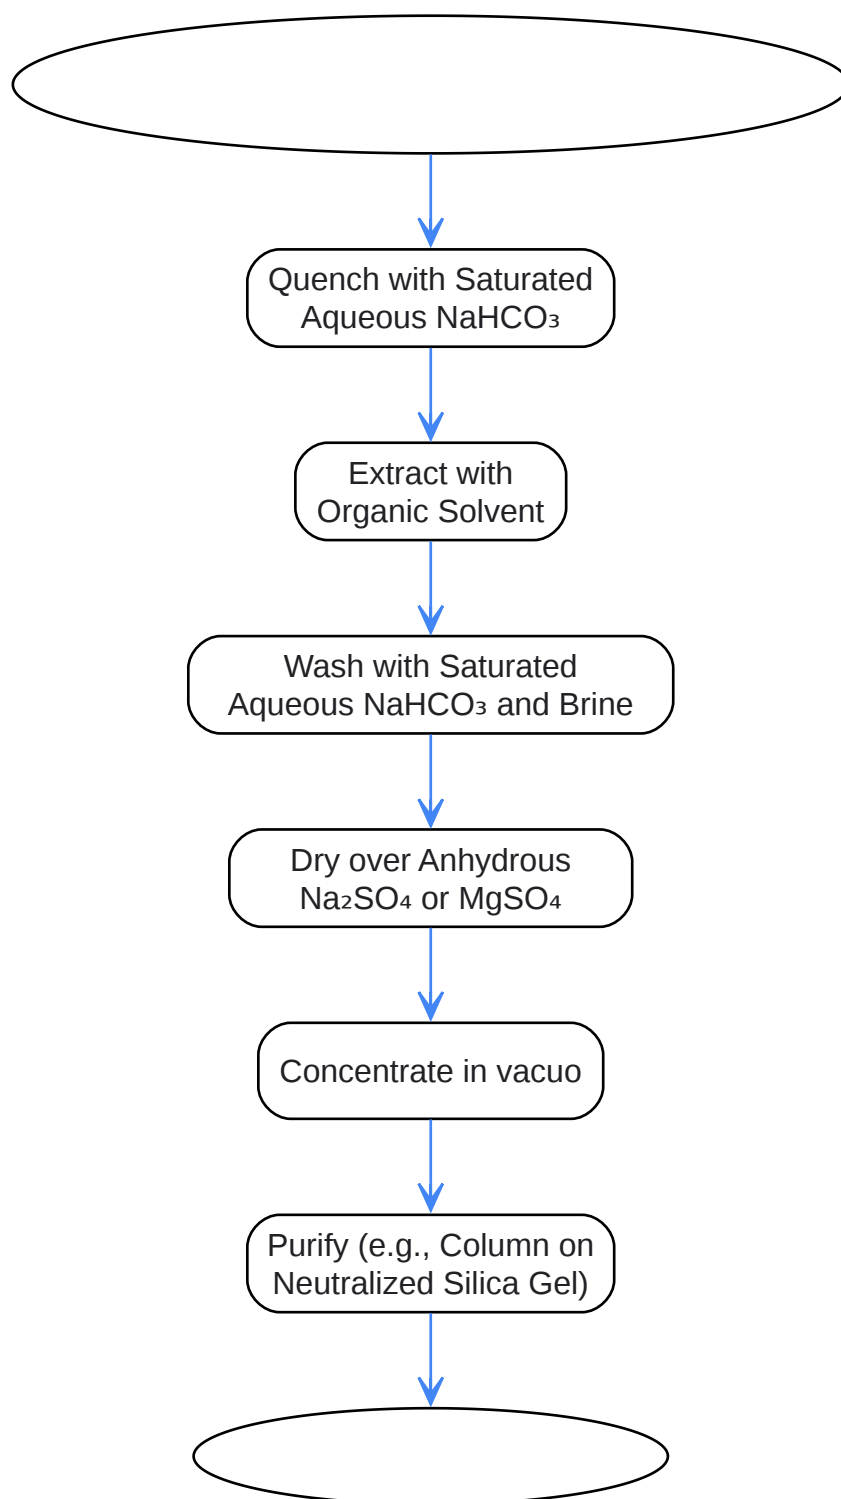 Quench with Saturated
Aqueous NaHCO₃
Extract with
Organic Solvent
Wash with Saturated
Aqueous NaHCO₃ and Brine
Dry over Anhydrous
Na₂SO₄ or MgSO₄
Concentrate in vacuo
Purify (e.g., Column on
Neutralized Silica Gel)